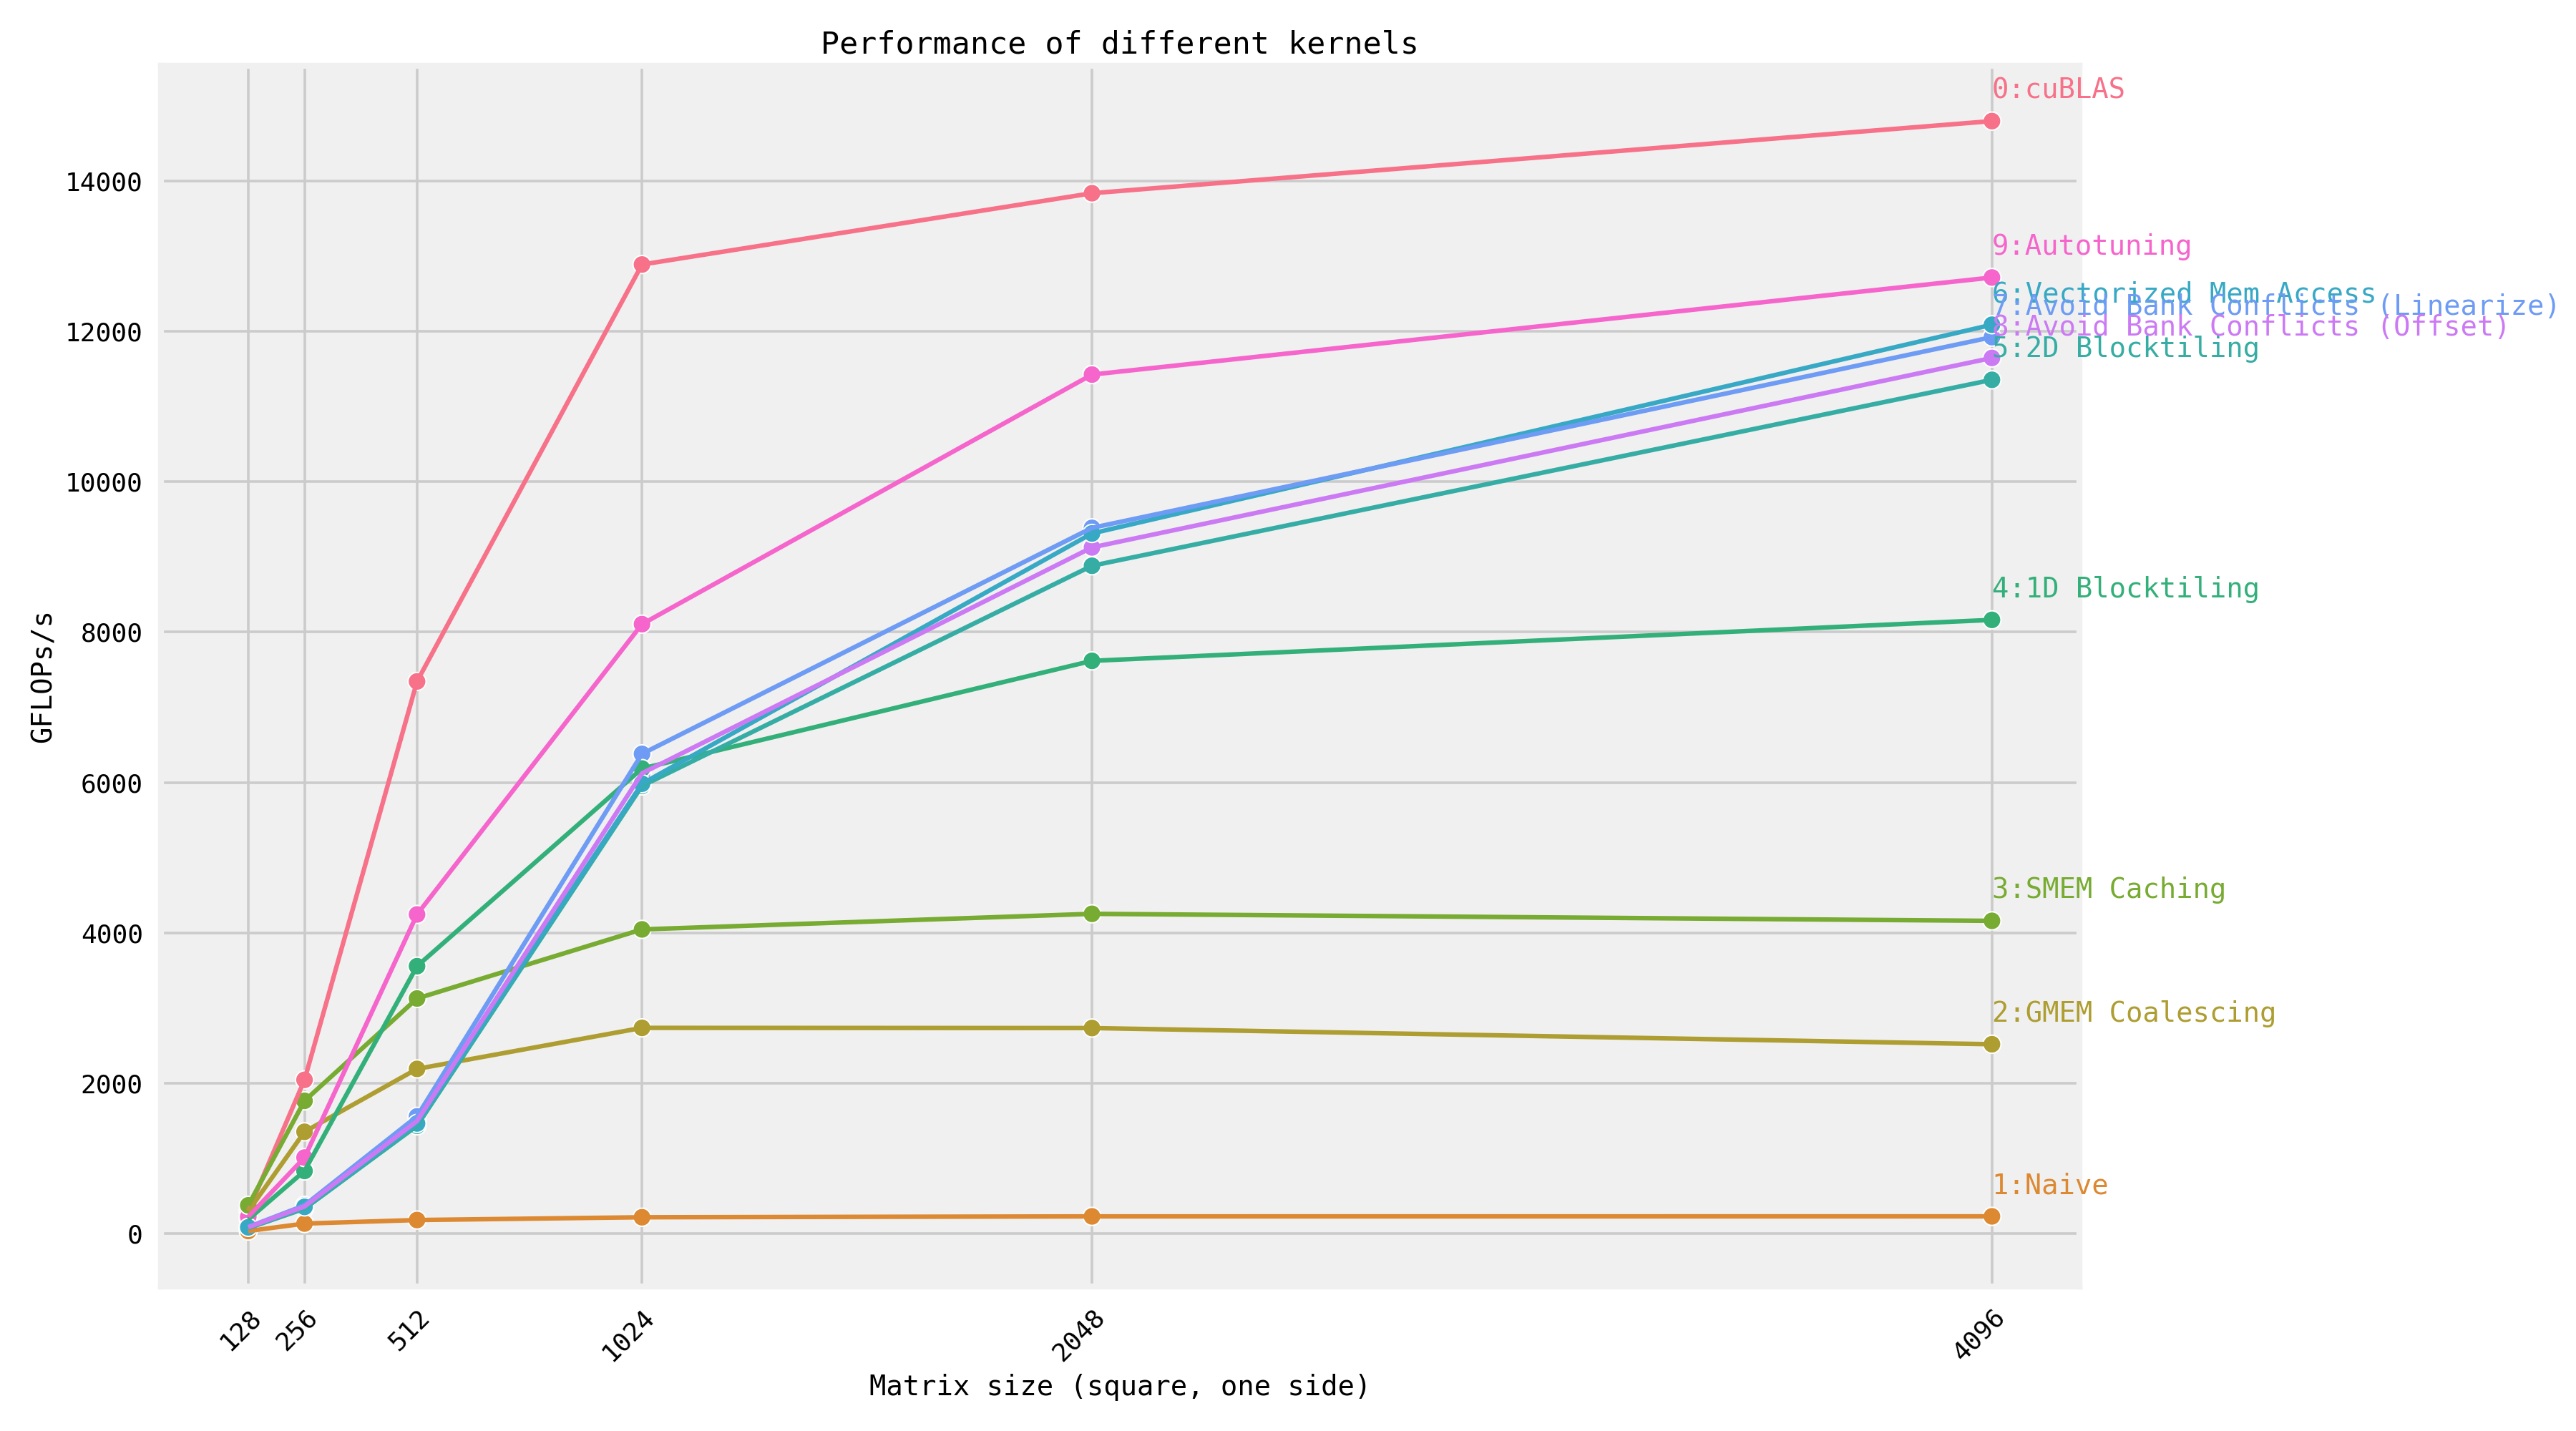 Performance of different kernels
GFLOPs/s
14000
12000
10000
8000
6000
4000
2000
0
0:cuBLAS
9:Autotuning
6:Vectorized Mem Access
7:Avoid Bank Conflicts (Linearize)
8:Avoid Bank Conflicts (Offset)
5:2D Blocktiling
4:1D Blocktiling
3:SMEM Caching
2:GMEM Coalescing
1:Naive
128 256 512 1024 2048 4096
Matrix size (square, one side)